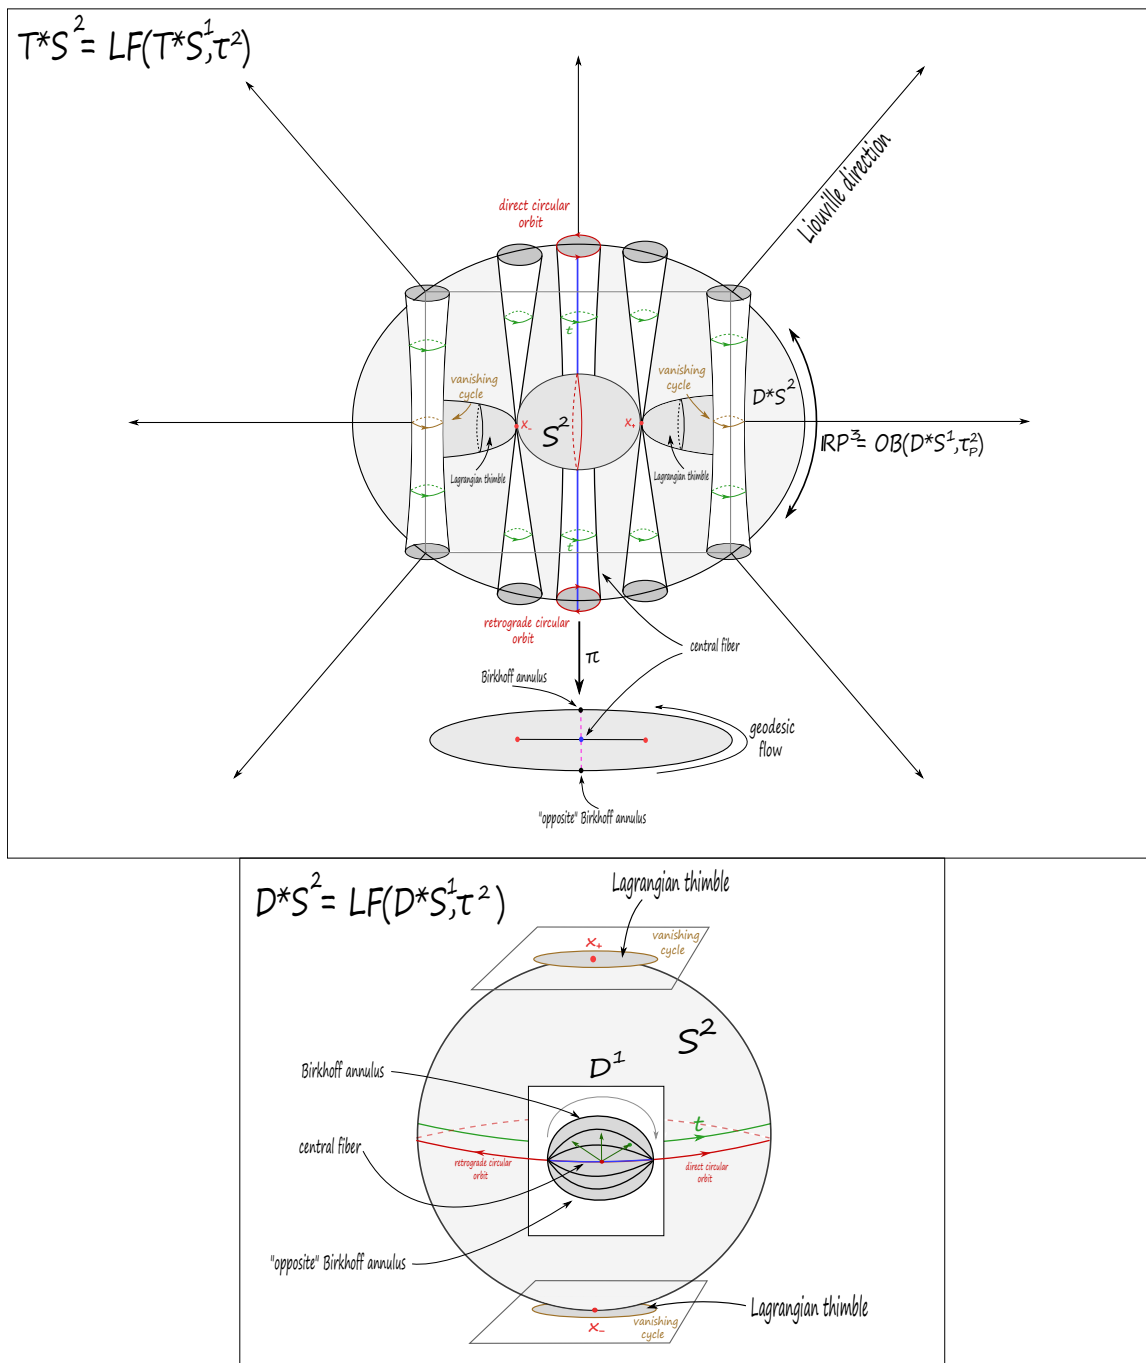 T*S²= LF(T*S¹,τ²)
Liouville direction
direct circular
orbit
t
vanishing
cycle
vanishing
cycle
D*S²
x₋
S²
x₊
IRP³= OB(D*S¹,τ²_P)
Lagrangian thimble
Lagrangian thimble
t
retrograde circular
orbit
central fiber
π
Birkhoff annulus
geodesic
flow
"opposite" Birkhoff annulus
D*S²= LF(D*S¹,τ²)
Lagrangian thimble
vanishing
cycle
x₊
S²
D¹
Birkhoff annulus
t
central fiber
retrograde circular
orbit
direct circular
orbit
"opposite" Birkhoff annulus
Lagrangian thimble
vanishing
cycle
x₋